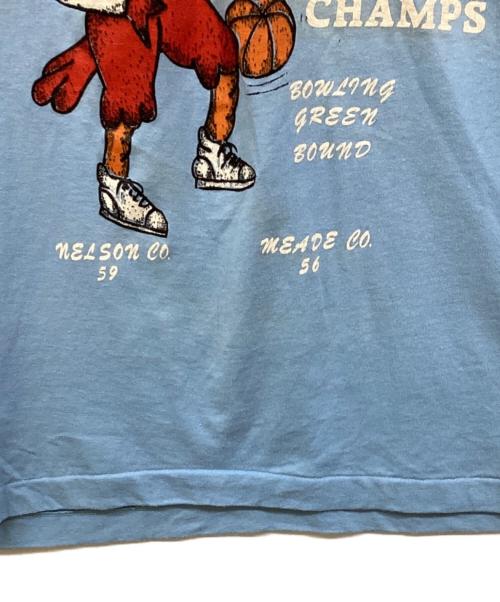 CHAMPS
BOWLING
GREEN
BOUND
NELSON CO.
59
MEADE CO.
56